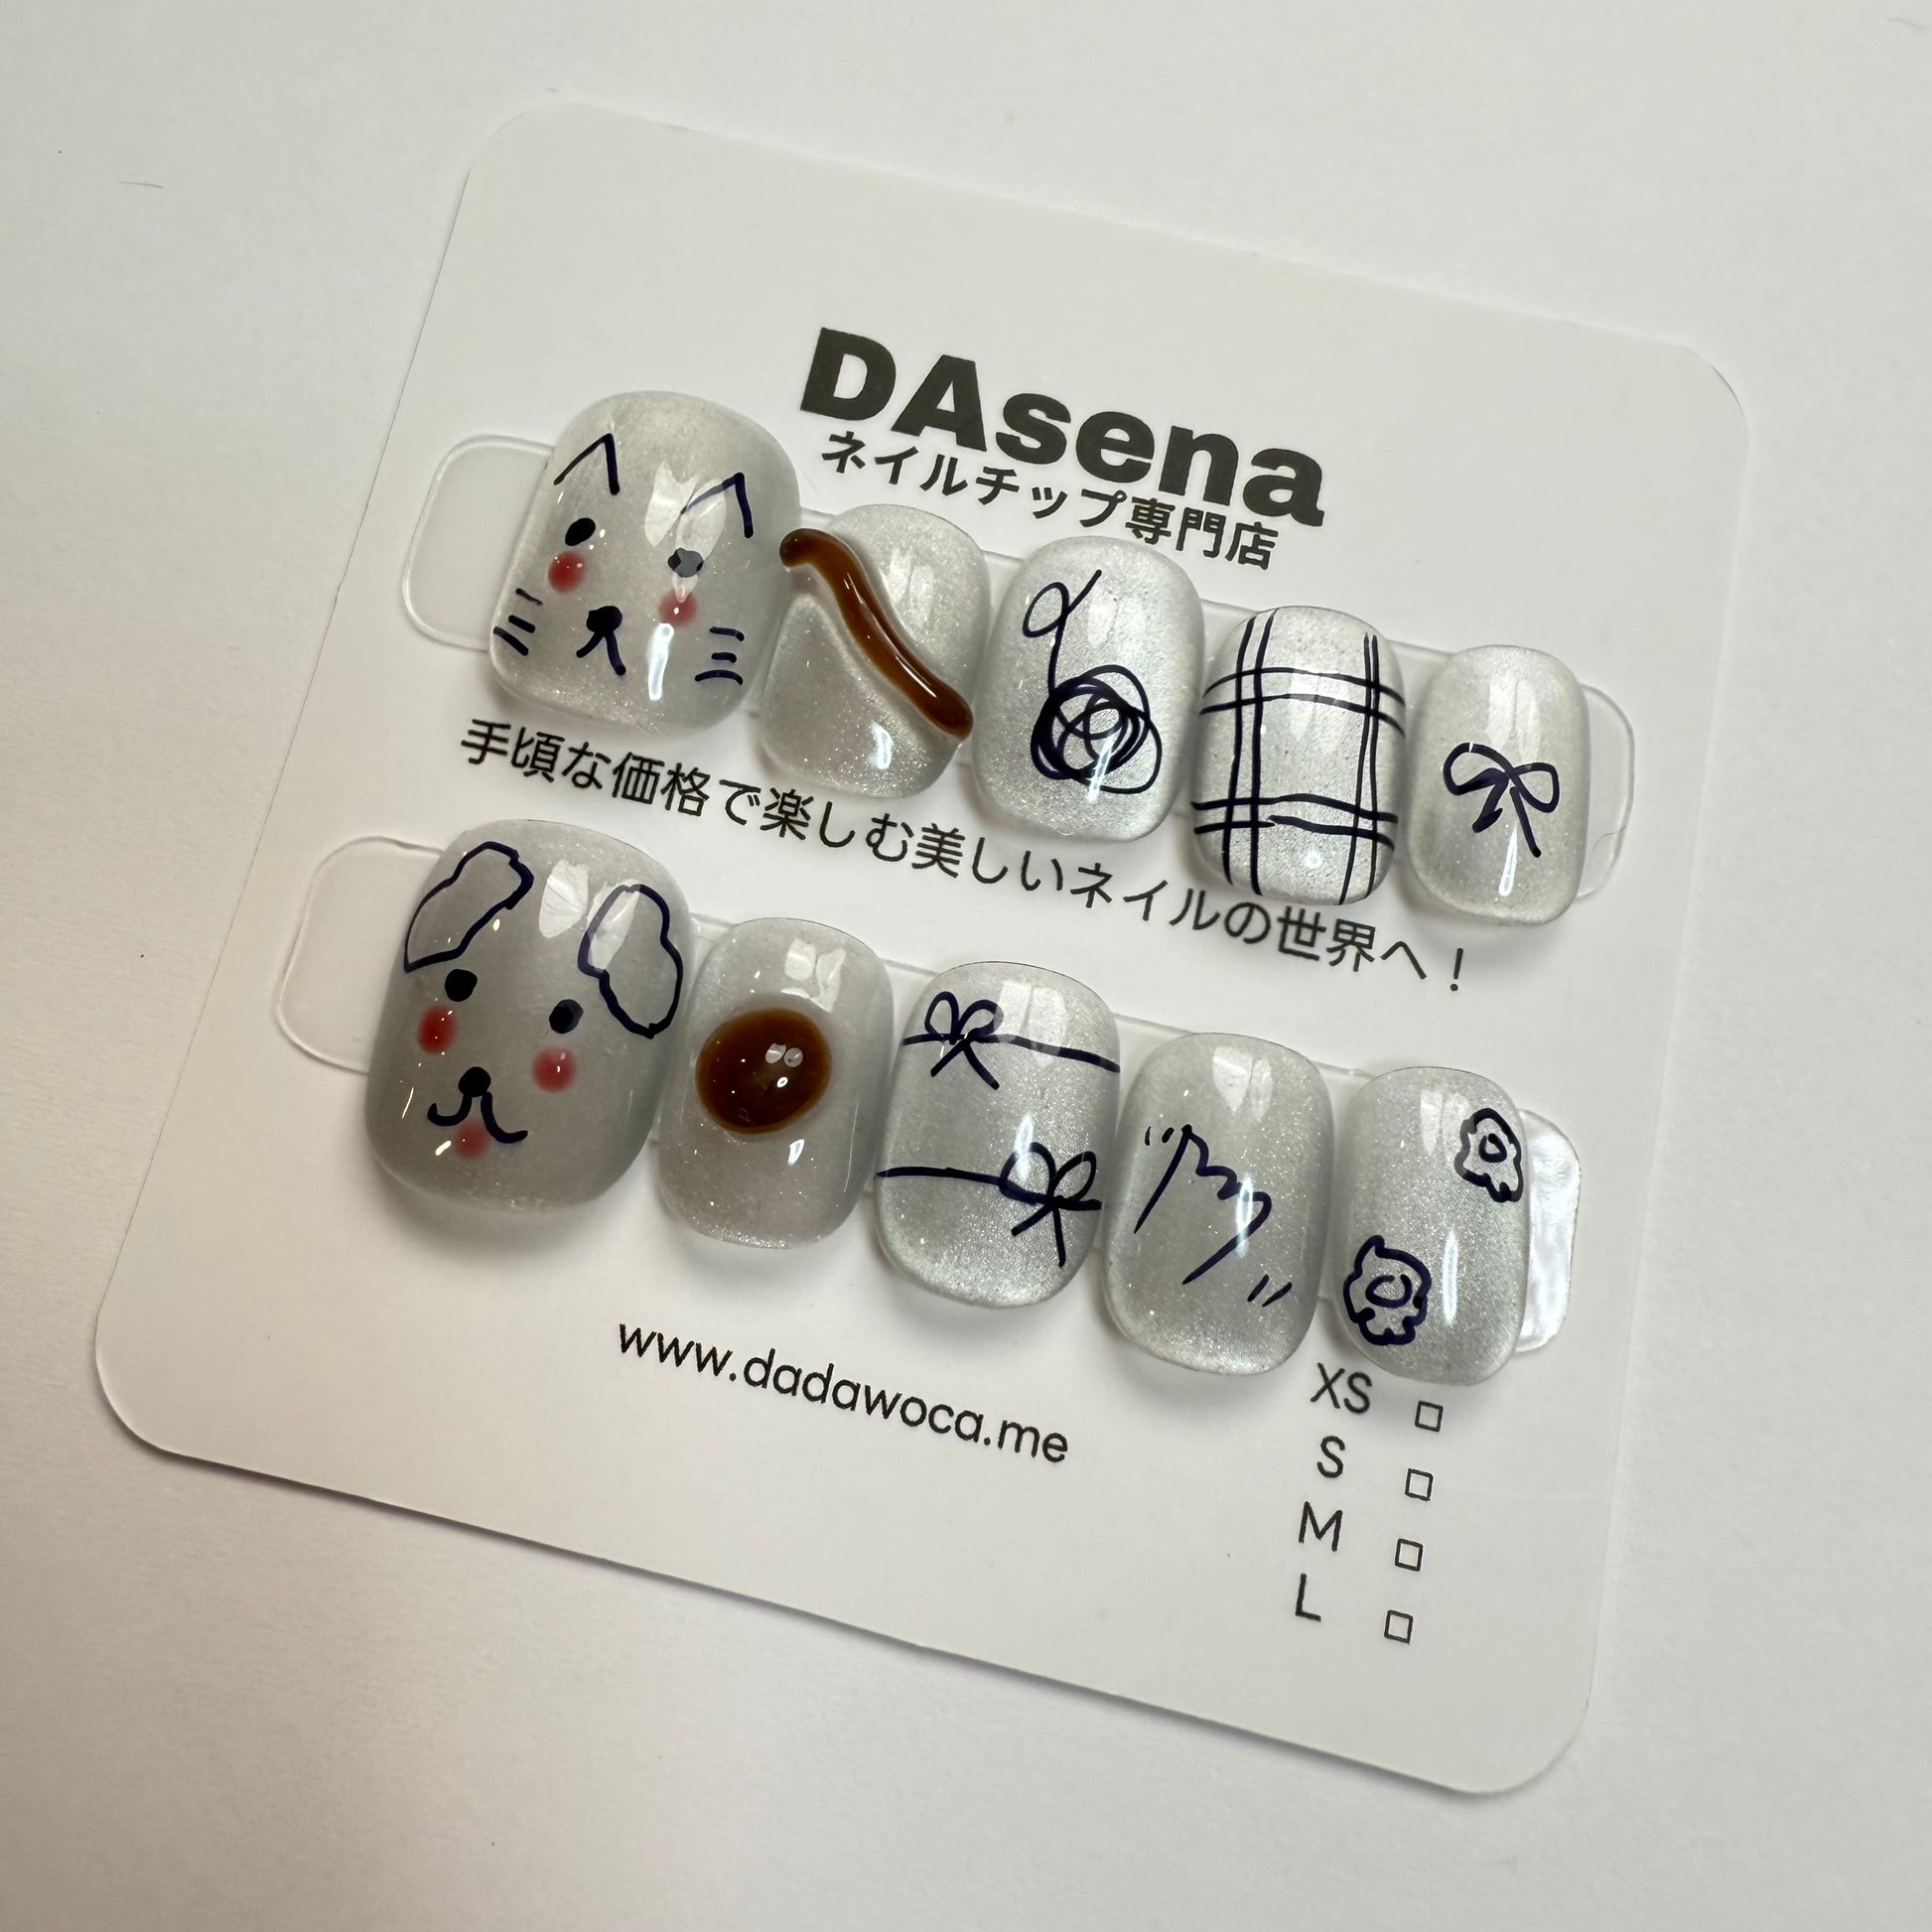 DAsena
ネイルチップ専門店
手頃な価格で楽しむ美しいネイルの世界へ！
www.dadawoca.me
XS □
S □
M □
L □